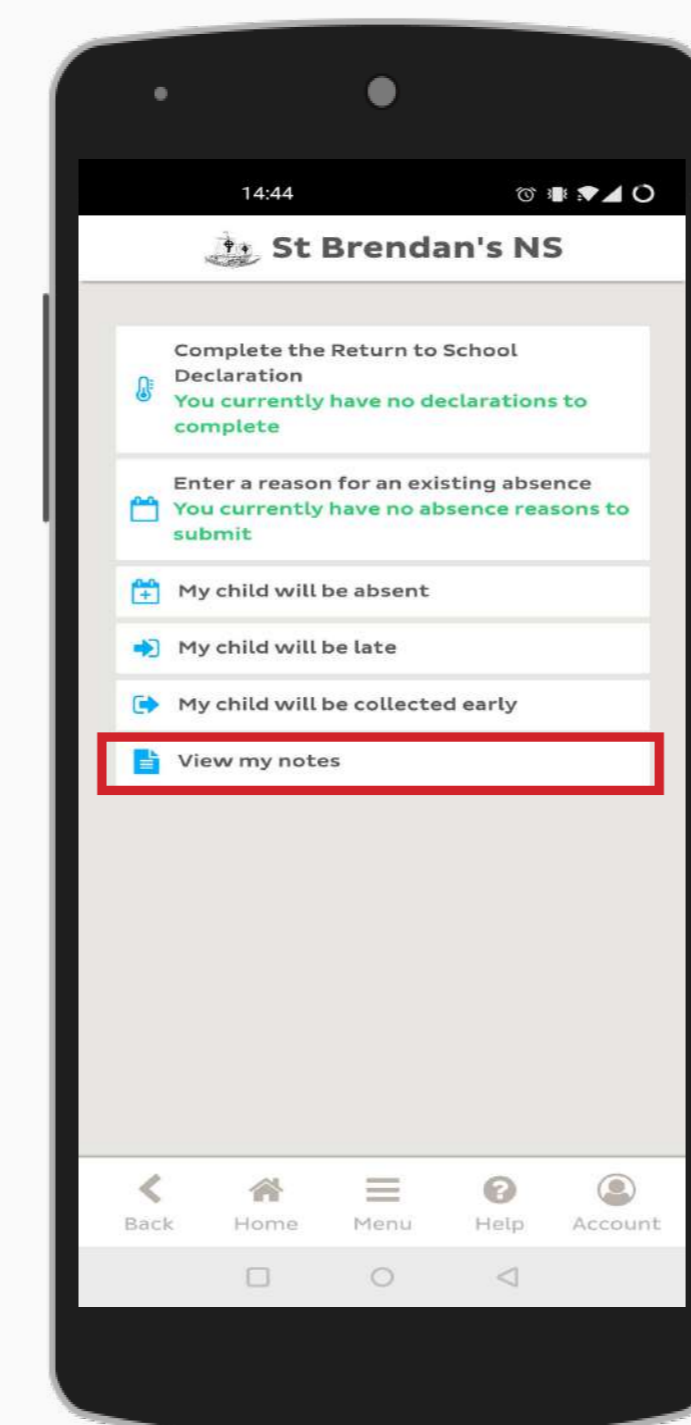 14:44
St Brendan's NS
Complete the Return to School
Declaration
You currently have no declarations to
complete
Enter a reason for an existing absence
You currently have no absence reasons to
submit
My child will be absent
My child will be late
My child will be collected early
View my notes
Back Home Menu Help Account